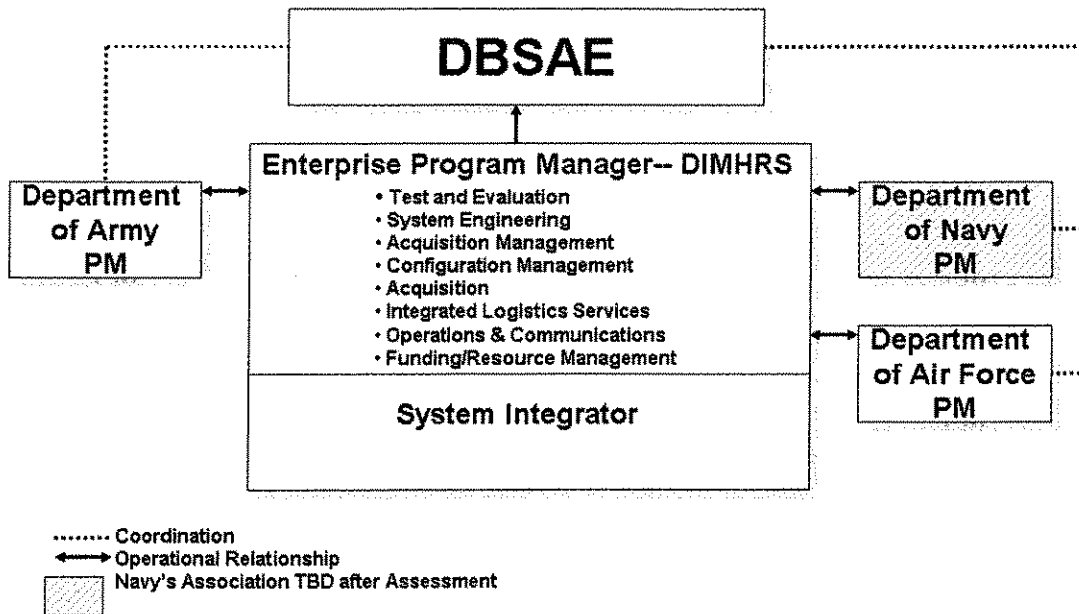 DBSAE
Enterprise Program Manager-- DIMHRS
• Test and Evaluation
• System Engineering
• Acquisition Management
• Configuration Management
• Acquisition
• Integrated Logistics Services
• Operations & Communications
• Funding/Resource Management
System Integrator
Department
of Army
PM
Department
of Navy
PM
Department
of Air Force
PM
Coordination
Operational Relationship
Navy's Association TBD after Assessment